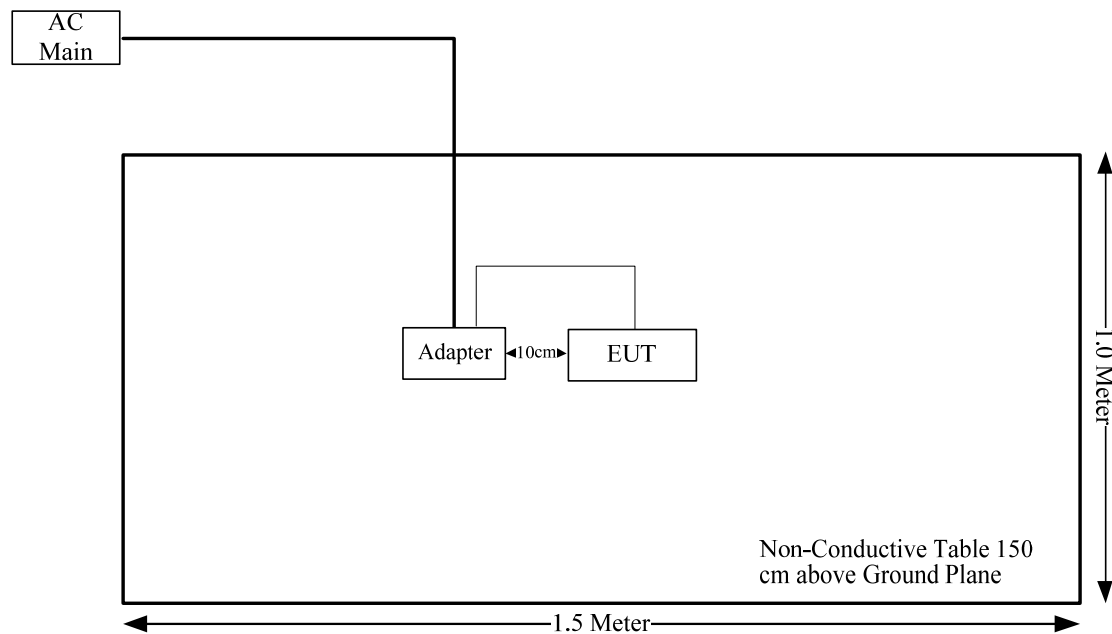 AC
Main
Adapter
10cm
EUT
1.0 Meter
Non-Conductive Table 150
cm above Ground Plane
1.5 Meter